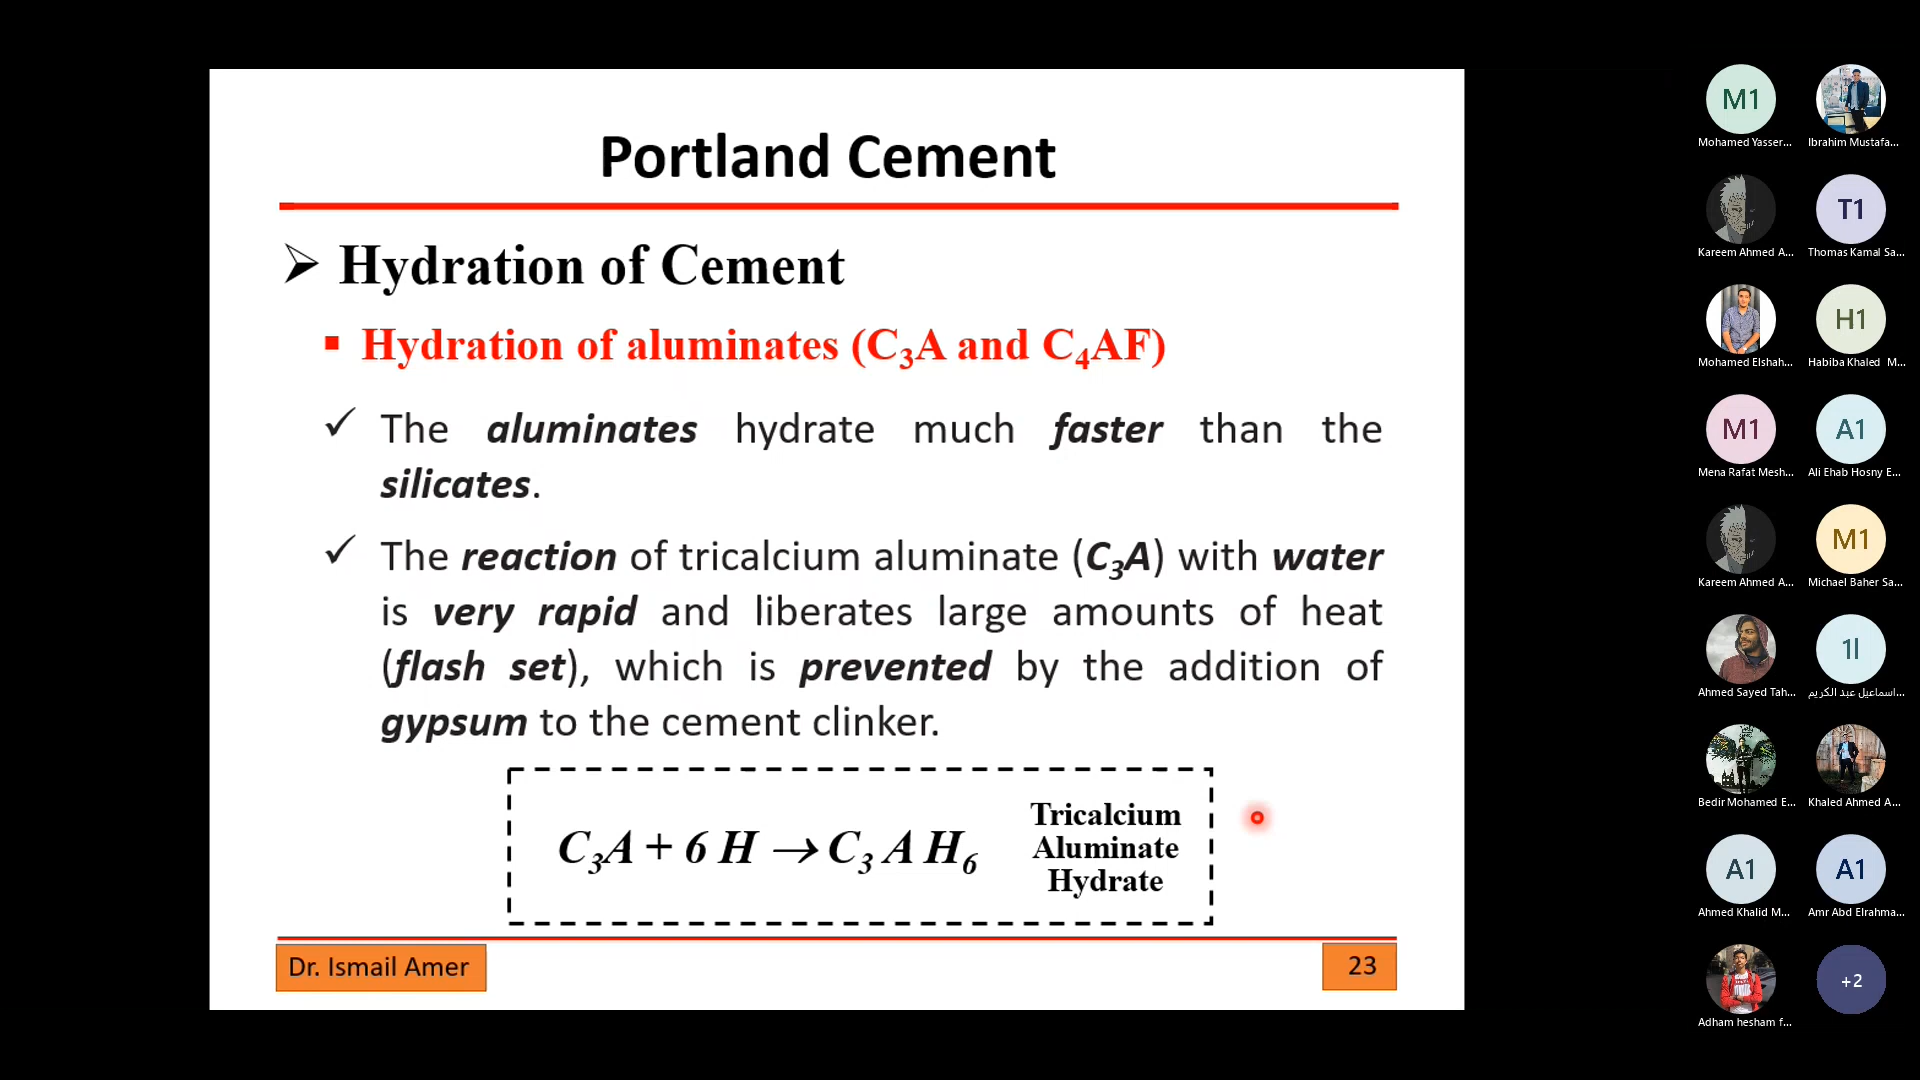 Portland Cement
➢ Hydration of Cement
▪ Hydration of aluminates (C₃A and C₄AF)
✓ The aluminates hydrate much faster than the
silicates.
✓ The reaction of tricalcium aluminate (C₃A) with water
is very rapid and liberates large amounts of heat
(flash set), which is prevented by the addition of
gypsum to the cement clinker.
C₃A + 6 H → C₃ A H₆
Tricalcium
Aluminate
Hydrate
Dr. Ismail Amer
23
M1
Mohamed Yasser...
Ibrahim Mustafa...
Kareem Ahmed A...
T1
Thomas Kamal Sa...
Mohamed Elshah...
H1
Habiba Khaled M...
M1
Mena Rafat Mesh...
A1
Ali Ehab Hosny E...
Kareem Ahmed A...
M1
Michael Baher Sa...
Ahmed Sayed Tah...
1ا
اسماعيل عبد الكريم...
Bedir Mohamed E...
Khaled Ahmed A...
A1
Ahmed Khalid M...
A1
Amr Abd Elrahma...
Adham hesham f...
+2